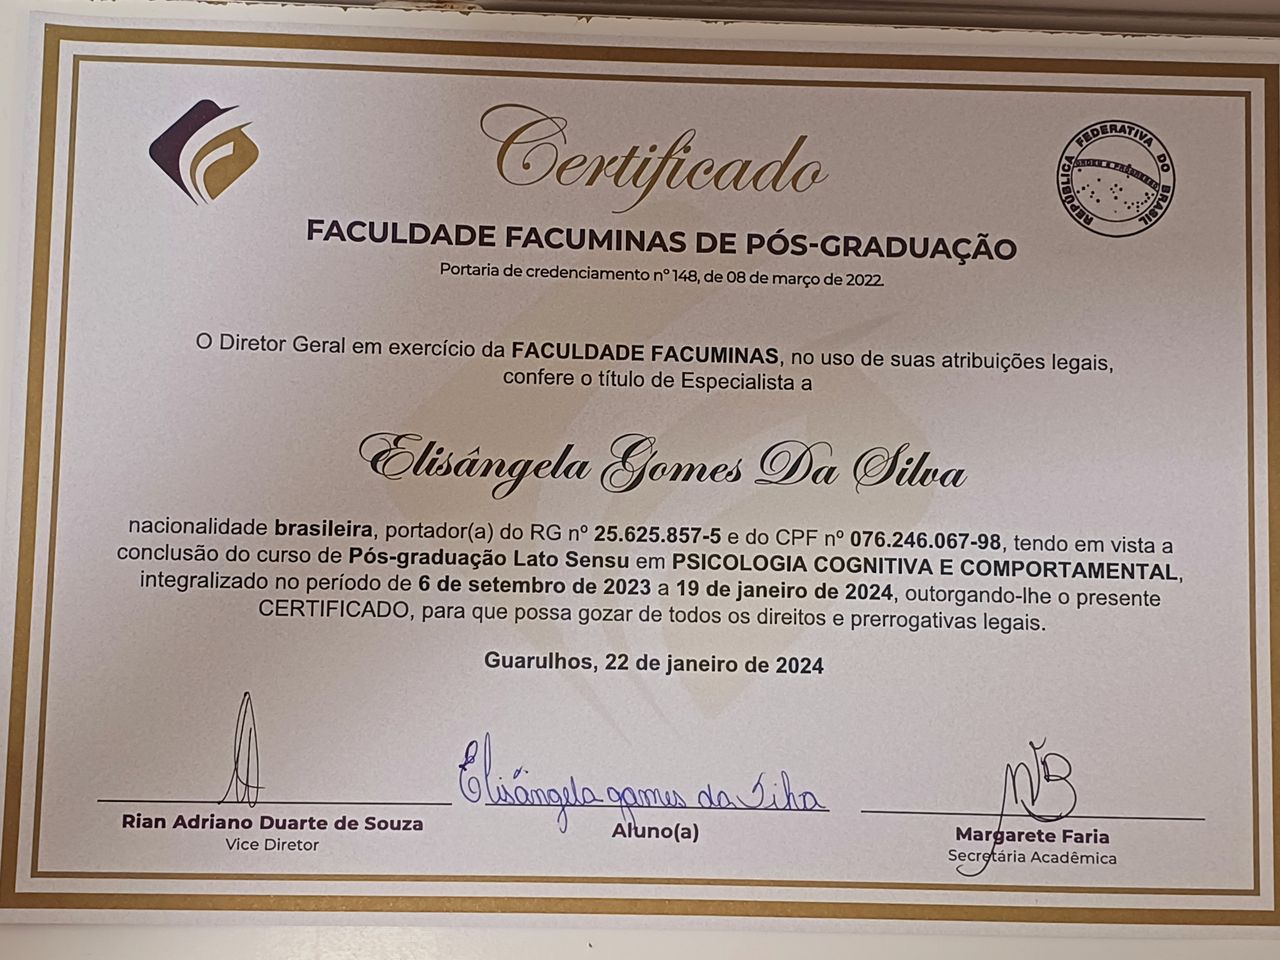 Certificado
REPÚBLICA FEDERATIVA DO BRASIL
ORDEM E PROGRESSO
FACULDADE FACUMINAS DE PÓS-GRADUAÇÃO
Portaria de credenciamento nº 148, de 08 de março de 2022.
O Diretor Geral em exercício da FACULDADE FACUMINAS, no uso de suas atribuições legais,
confere o título de Especialista a
Elisângela Gomes Da Silva
nacionalidade brasileira, portador(a) do RG nº 25.625.857-5 e do CPF nº 076.246.067-98, tendo em vista a
conclusão do curso de Pós-graduação Lato Sensu em PSICOLOGIA COGNITIVA E COMPORTAMENTAL,
integralizado no período de 6 de setembro de 2023 a 19 de janeiro de 2024, outorgando-lhe o presente
CERTIFICADO, para que possa gozar de todos os direitos e prerrogativas legais.
Guarulhos, 22 de janeiro de 2024
Elisângela gomes da Silva
Rian Adriano Duarte de Souza
Vice Diretor
Aluno(a)
Margarete Faria
Secretária Acadêmica